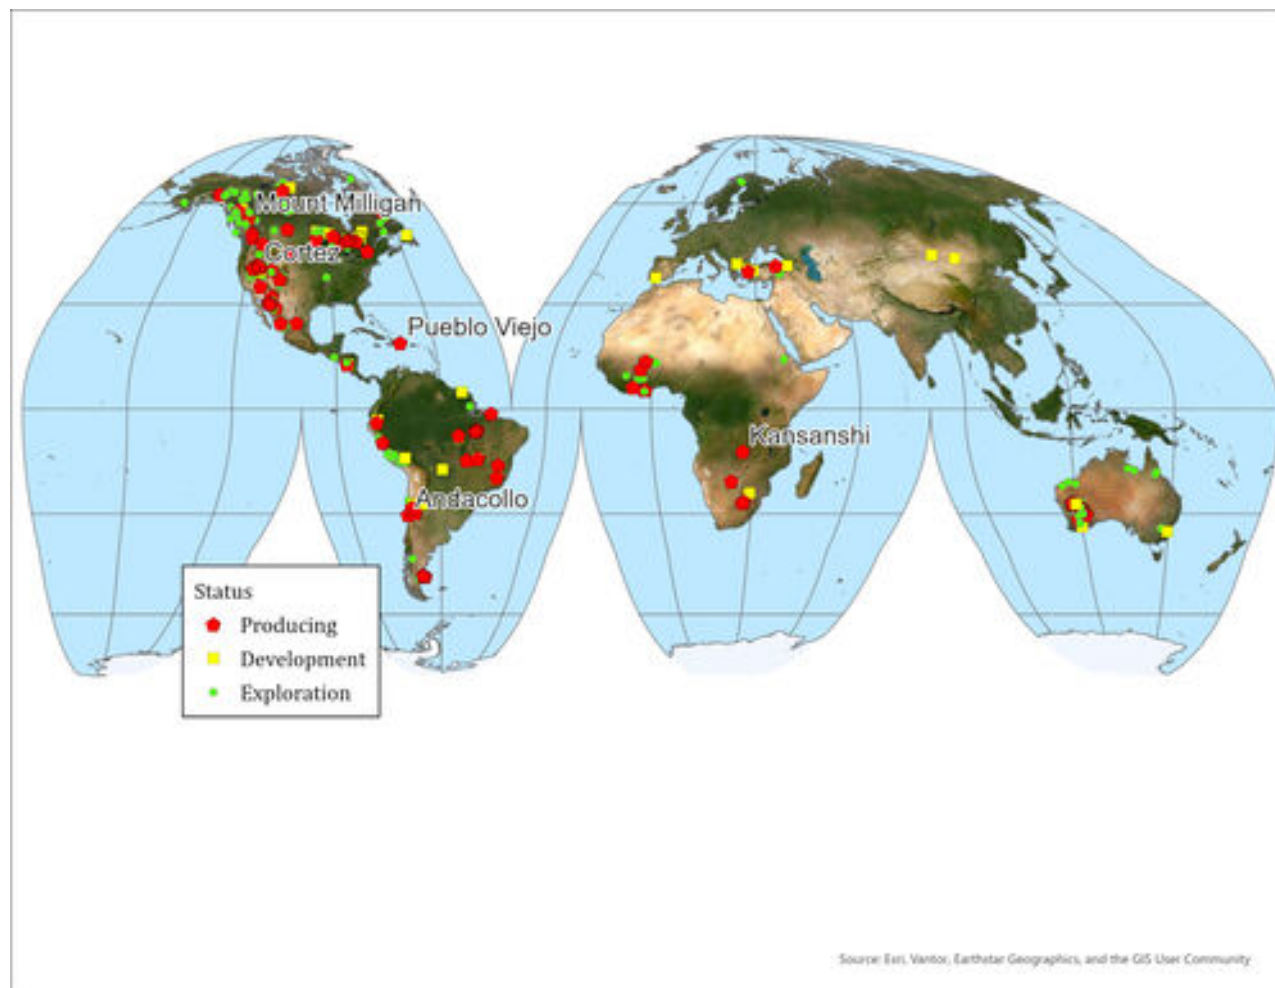 Mount Milligan
Cortez
Pueblo Viejo
Kansanshi
Andacollo
Status
Producing
Development
Exploration
Source: Esri, Vantor, Earthstar Geographics, and the GIS User Community